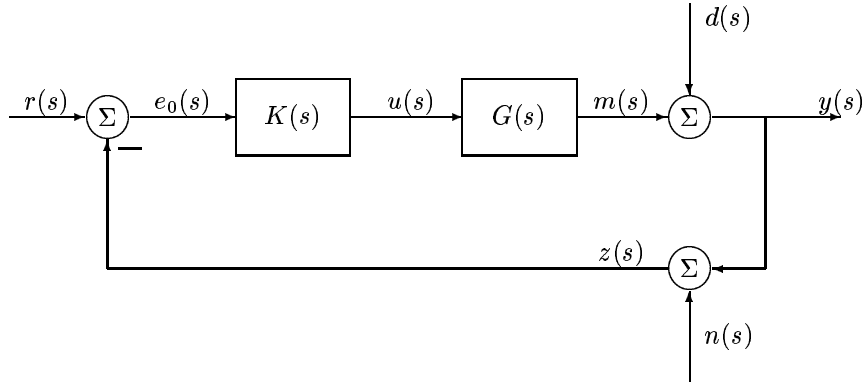 d(s)
r(s)
Σ
e₀(s)
K(s)
u(s)
G(s)
m(s)
Σ
y(s)
z(s)
Σ
n(s)